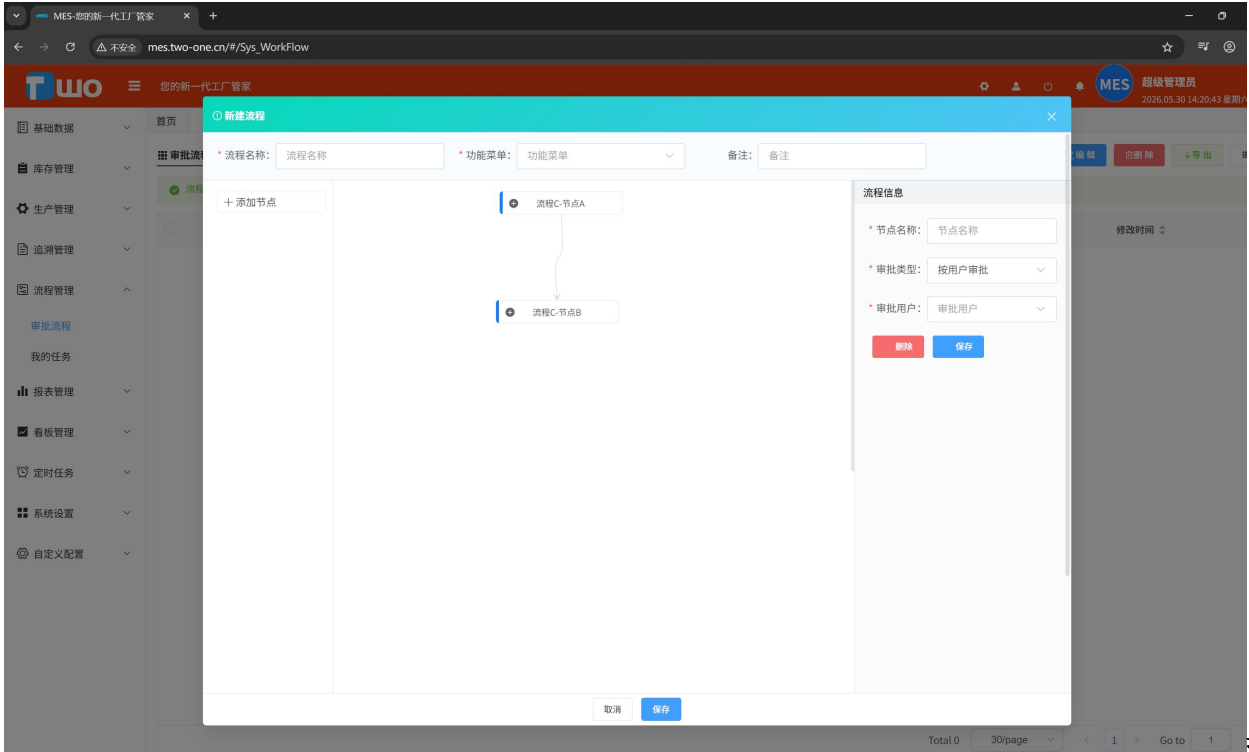 MES-您的新一代工厂管家
不安全 mes.two-one.cn/#/Sys_WorkFlow
Two 您的新一代工厂管家 MES 超级管理员
2026.05.30 14:20:43 星期六
基础数据
库存管理
生产管理
追溯管理
流程管理
审批流程
我的任务
报表管理
看板管理
定时任务
系统设置
自定义配置
首页
审批流
流程
编辑 删除 导出
修改时间
新建流程
* 流程名称: 流程名称 * 功能菜单: 功能菜单 备注: 备注
+ 添加节点
流程C-节点A
流程C-节点B
流程信息
* 节点名称: 节点名称
* 审批类型: 按用户审批
* 审批用户: 审批用户
删除 保存
取消 保存
Total 0 30/page 1 Go to 1